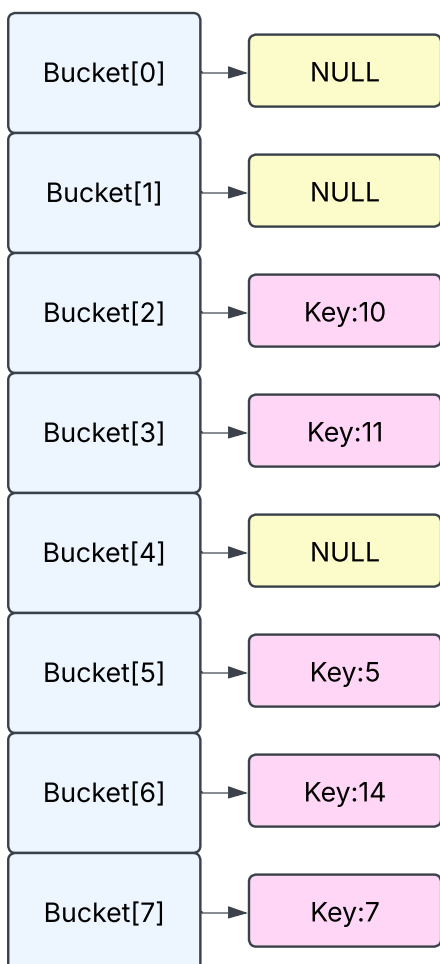 Bucket[0]
NULL
Bucket[1]
NULL
Bucket[2]
Key:10
Bucket[3]
Key:11
Bucket[4]
NULL
Bucket[5]
Key:5
Bucket[6]
Key:14
Bucket[7]
Key:7